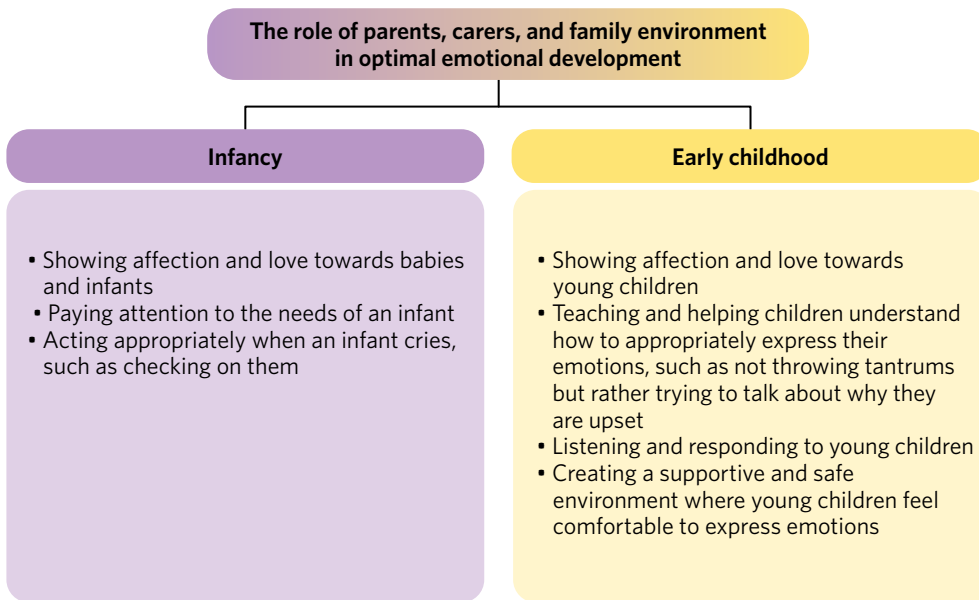 The role of parents, carers, and family environment
in optimal emotional development
Infancy
• Showing affection and love towards babies
and infants
• Paying attention to the needs of an infant
• Acting appropriately when an infant cries,
such as checking on them
Early childhood
• Showing affection and love towards
young children
• Teaching and helping children understand
how to appropriately express their
emotions, such as not throwing tantrums
but rather trying to talk about why they
are upset
• Listening and responding to young children
• Creating a supportive and safe
environment where young children feel
comfortable to express emotions